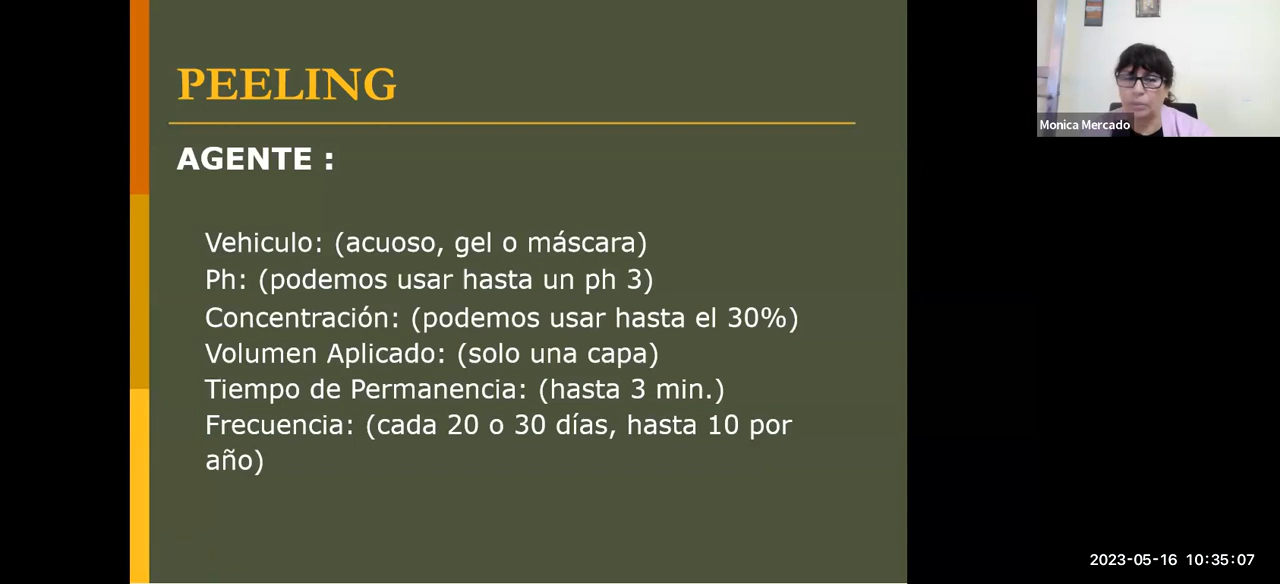 PEELING
AGENTE :
Vehiculo: (acuoso, gel o máscara)
Ph: (podemos usar hasta un ph 3)
Concentración: (podemos usar hasta el 30%)
Volumen Aplicado: (solo una capa)
Tiempo de Permanencia: (hasta 3 min.)
Frecuencia: (cada 20 o 30 días, hasta 10 por
año)
Monica Mercado
2023-05-16 10:35:07